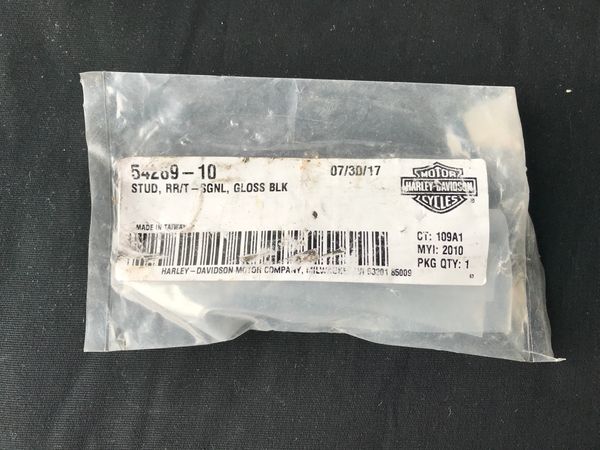 54289-10 07/30/17
STUD, RR/T-SGNL, GLOSS BLK
MOTOR
HARLEY-DAVIDSON
CYCLES
®
MADE IN TAIWAN
CT: 109A1
MYI: 2010
PKG QTY: 1
HARLEY-DAVIDSON MOTOR COMPANY, MILWAUKEE WI 53201 85009